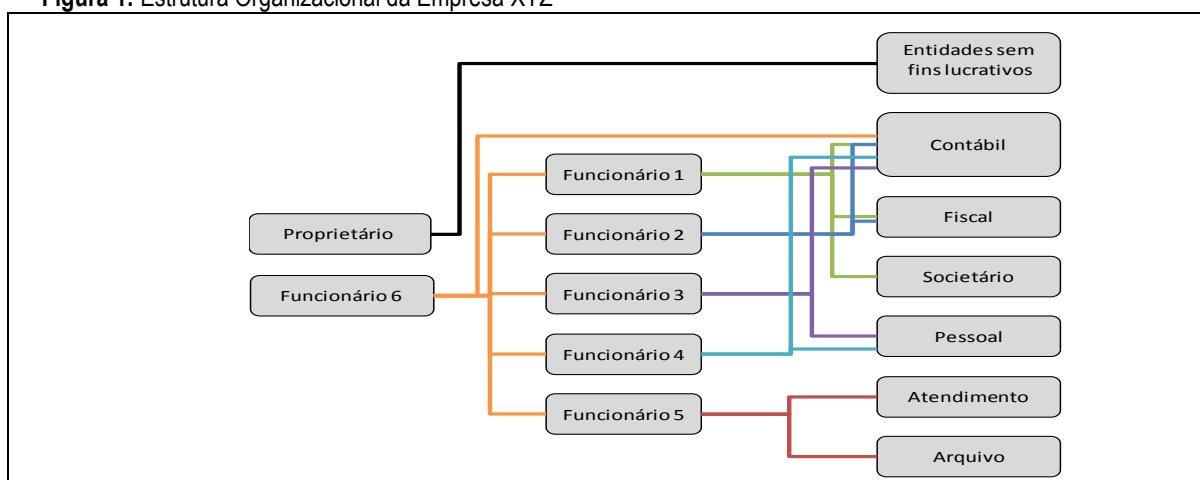 Figura 1. Estrutura Organizacional da Empresa XYZ
Entidades sem
fins lucrativos
Contábil
Funcionário 1
Fiscal
Proprietário
Funcionário 2
Societário
Funcionário 6
Funcionário 3
Pessoal
Funcionário 4
Atendimento
Funcionário 5
Arquivo